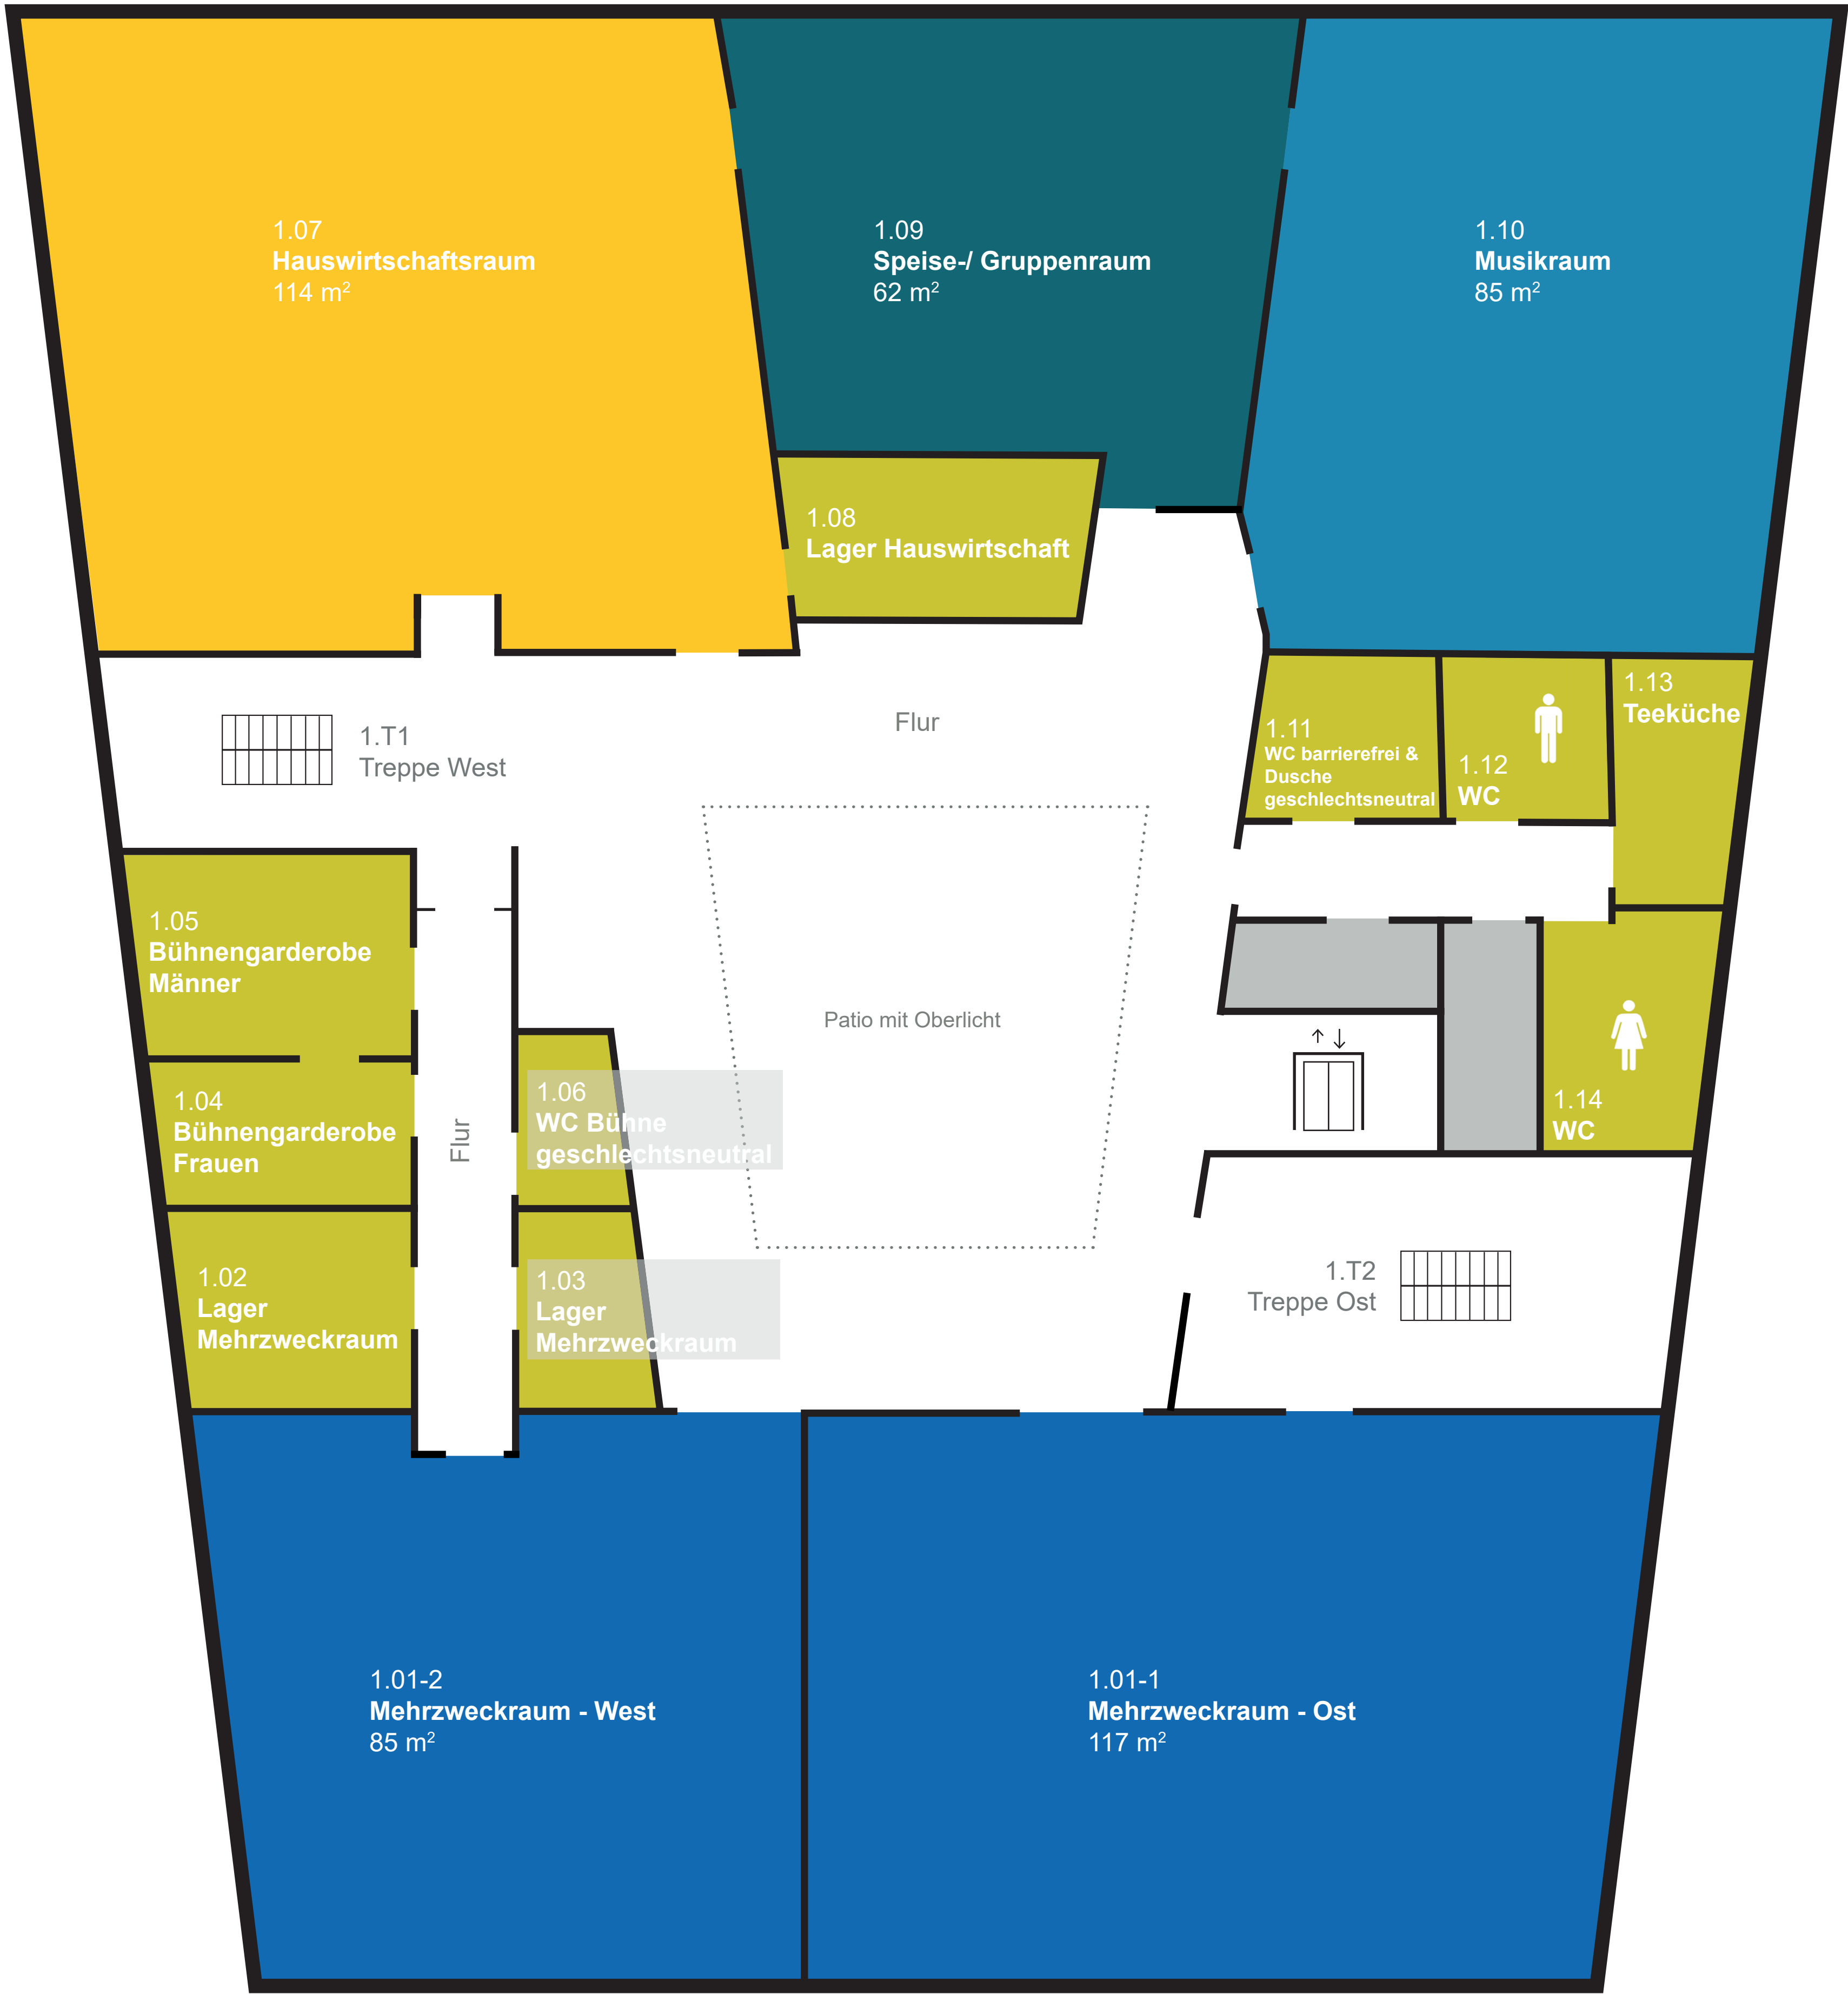 1.07
Hauswirtschaftsraum
114 m²
1.09
Speise-/ Gruppenraum
62 m²
1.10
Musikraum
85 m²
1.08
Lager Hauswirtschaft
1.T1
Treppe West
Flur
1.11
WC barrierefrei &
Dusche
geschlechtsneutral
1.12
WC
1.13
Teeküche
1.05
Bühnengarderobe
Männer
1.04
Bühnengarderobe
Frauen
Flur
1.06
WC Bühne
geschlechtsneutral
Patio mit Oberlicht
1.14
WC
1.02
Lager
Mehrzweckraum
1.03
Lager
Mehrzweckraum
1.T2
Treppe Ost
1.01-2
Mehrzweckraum - West
85 m²
1.01-1
Mehrzweckraum - Ost
117 m²